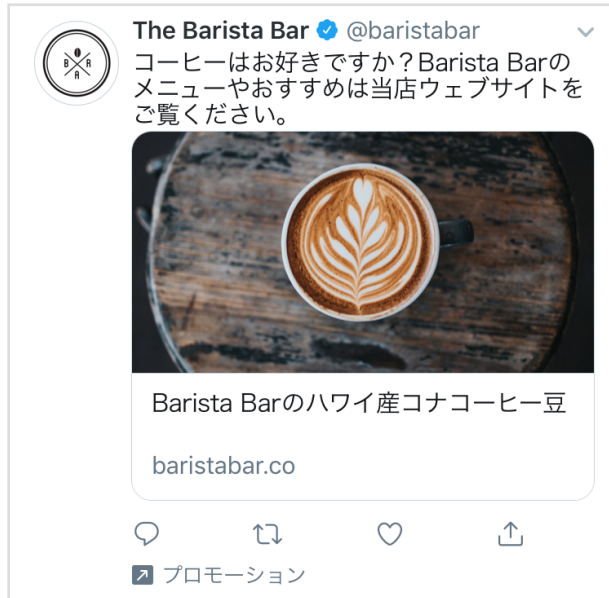 The Barista Bar @baristabar
コーヒーはお好きですか？Barista Barの
メニューやおすすめは当店ウェブサイトを
ご覧ください。
B R
A
Barista Barのハワイ産コナコーヒー豆
baristabar.co
プロモーション